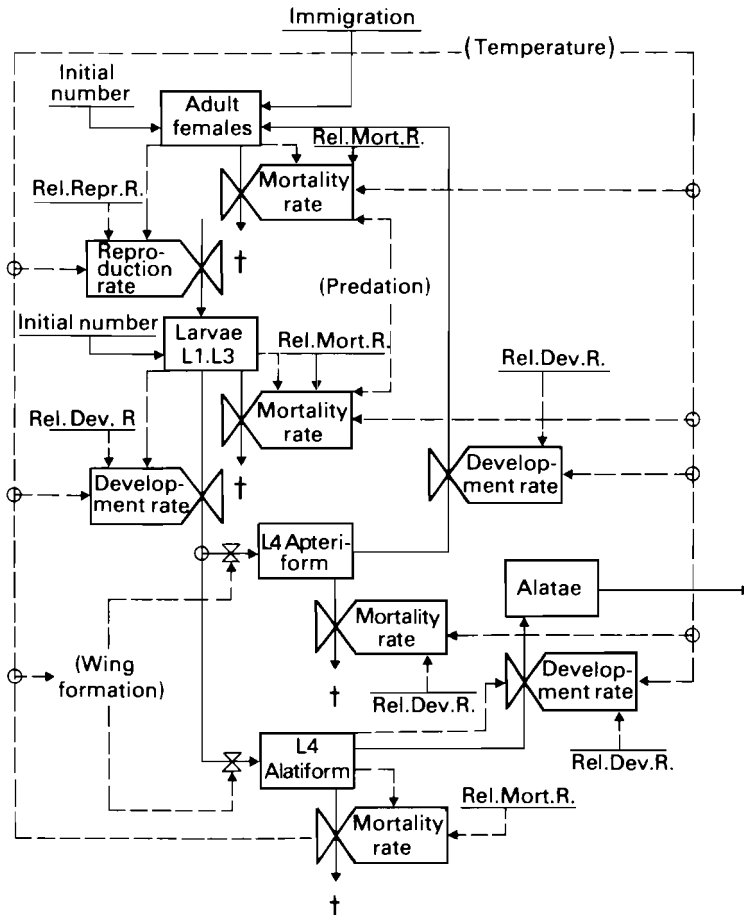 Immigration
(Temperature)
Initial
number
Adult
females
Rel.Mort.R.
Mortality
rate
Rel.Repr.R.
Repro-
duction
rate
†
(Predation)
Initial number
Larvae
L1.L3
Rel.Mort.R.
Rel.Dev.R.
Mortality
rate
Rel.Dev. R
Develop-
ment rate
†
Develop-
ment rate
L4 Apteri-
form
Alatae
Mortality
rate
(Wing
formation)
†
Rel.Dev.R.
Develop-
ment rate
L4
Alatiform
Rel.Dev.R.
Rel.Mort.R.
Mortality
rate
†